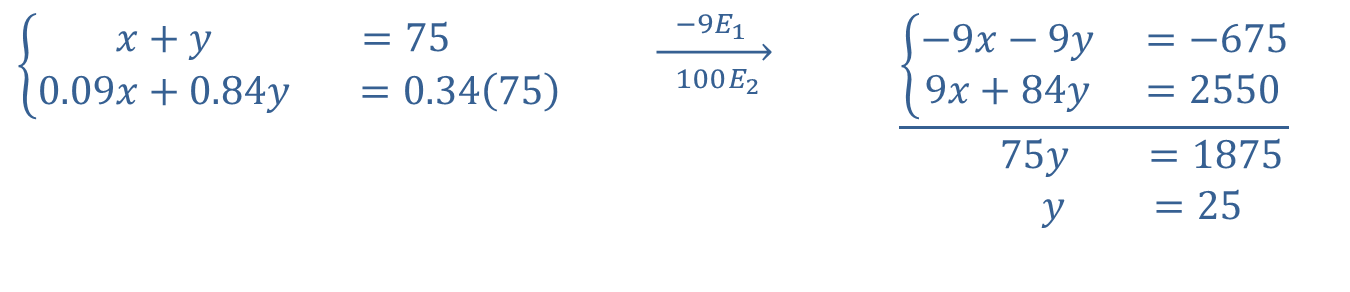 x + y = 75
0.09x + 0.84y = 0.34(75)
−9E₁
100E₂
−9x − 9y = −675
9x + 84y = 2550
75y = 1875
y = 25